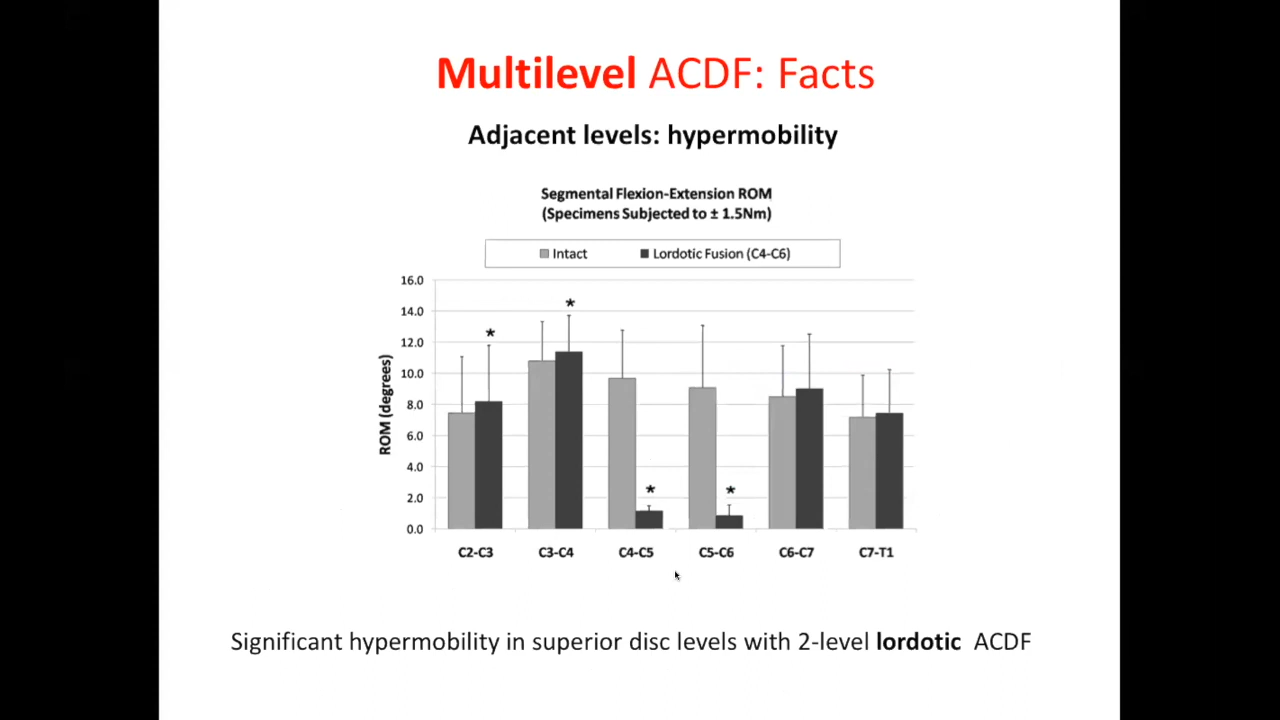 Multilevel ACDF: Facts
Adjacent levels: hypermobility
Segmental Flexion-Extension ROM
(Specimens Subjected to ± 1.5Nm)
Intact
Lordotic Fusion (C4-C6)
ROM (degrees)
16.0
14.0
12.0
10.0
8.0
6.0
4.0
2.0
0.0
* * * *
C2-C3 C3-C4 C4-C5 C5-C6 C6-C7 C7-T1
Significant hypermobility in superior disc levels with 2-level lordotic ACDF